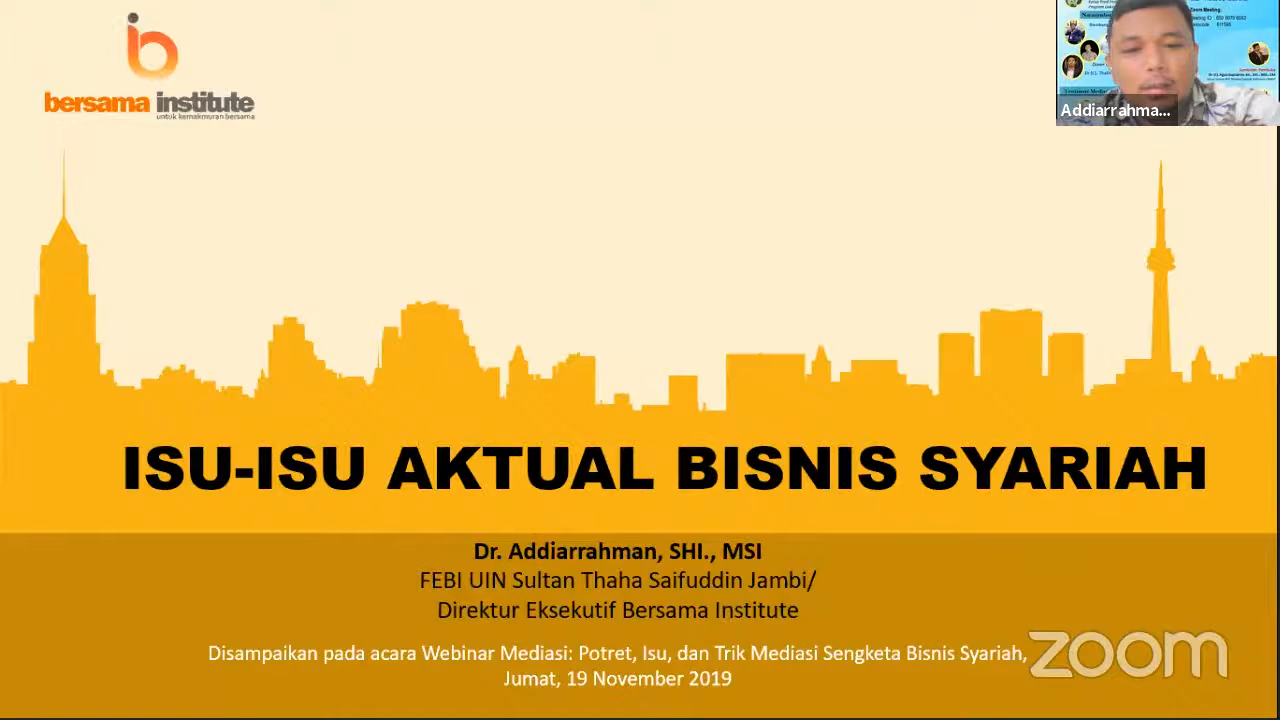 bersama institute
untuk kemakmuran bersama
Zoom Meeting
Addiarrahma...
ISU-ISU AKTUAL BISNIS SYARIAH
Dr. Addiarrahman, SHI., MSI
FEBI UIN Sultan Thaha Saifuddin Jambi/
Direktur Eksekutif Bersama Institute
Disampaikan pada acara Webinar Mediasi: Potret, Isu, dan Trik Mediasi Sengketa Bisnis Syariah,
Jumat, 19 November 2019
zoom